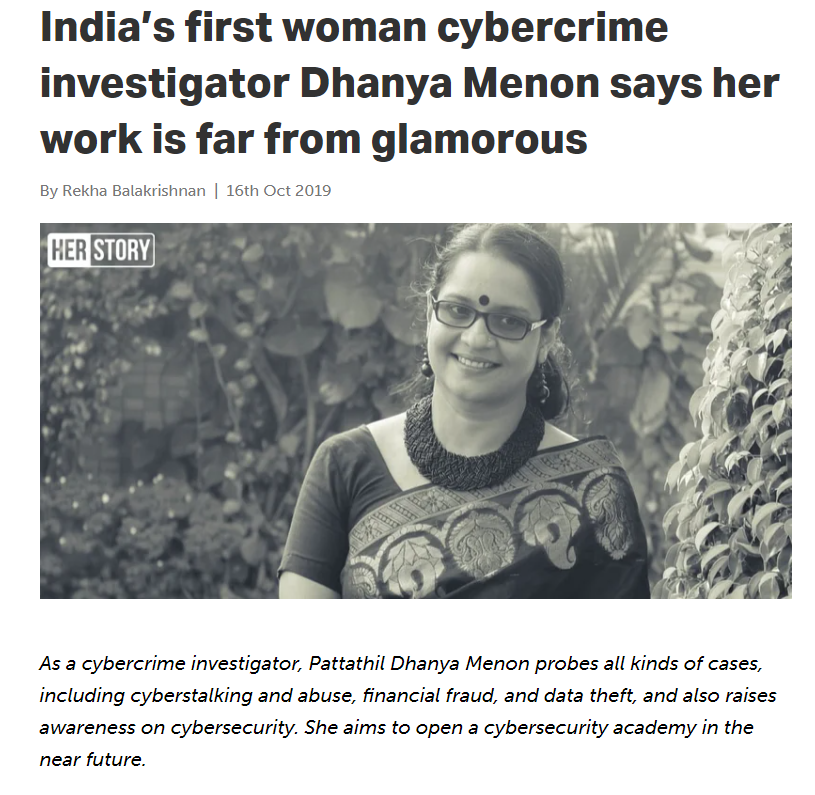 India’s first woman cybercrime
investigator Dhanya Menon says her
work is far from glamorous
By Rekha Balakrishnan | 16th Oct 2019
HER STORY
As a cybercrime investigator, Pattathil Dhanya Menon probes all kinds of cases,
including cyberstalking and abuse, financial fraud, and data theft, and also raises
awareness on cybersecurity. She aims to open a cybersecurity academy in the
near future.